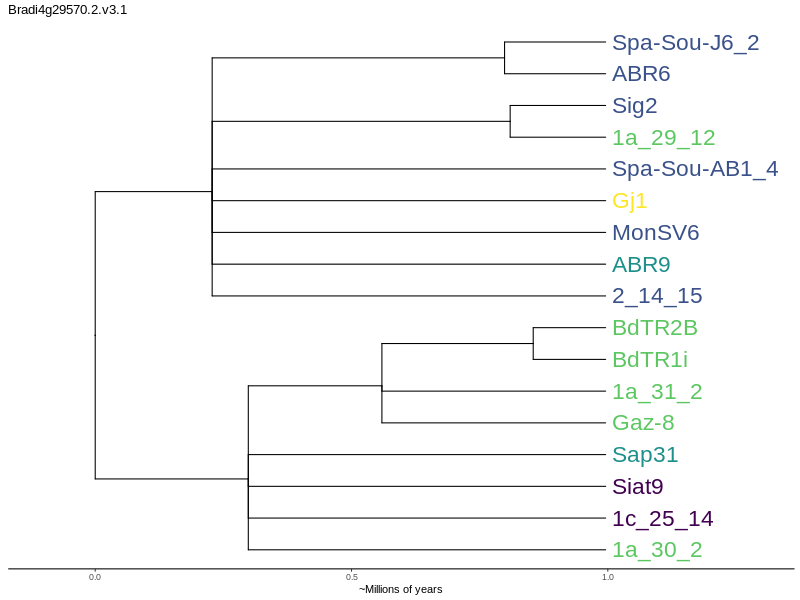 Bradi4g29570.2.v3.1
Spa-Sou-J6_2
ABR6
Sig2
1a_29_12
Spa-Sou-AB1_4
Gj1
MonSV6
ABR9
2_14_15
BdTR2B
BdTR1i
1a_31_2
Gaz-8
Sap31
Siat9
1c_25_14
1a_30_2
0.0 0.5 1.0
~Millions of years